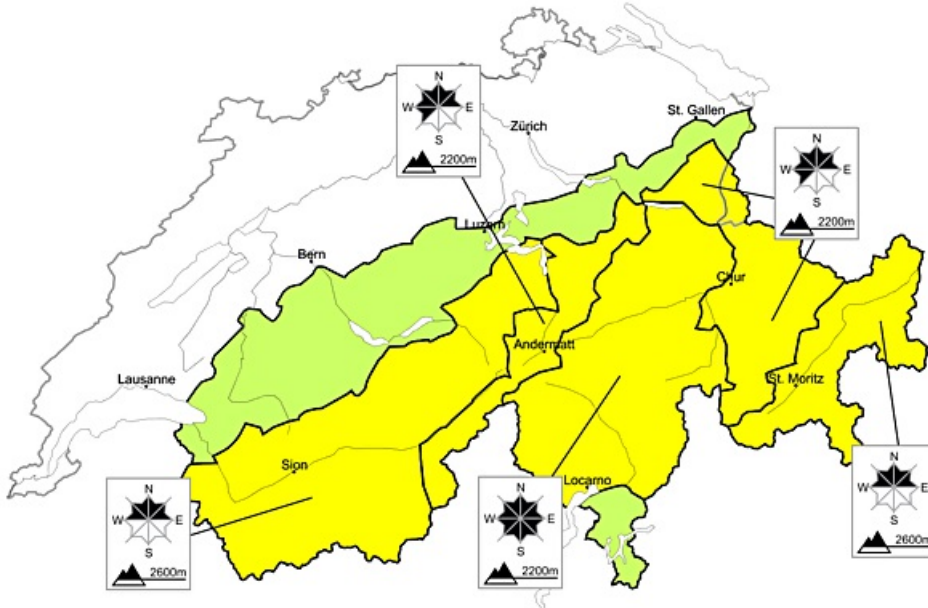 N
W E
S
2200m
St. Gallen
Zürich
N
W E
S
2200m
Luzern
Bern
Chur
Andermatt
Lausanne
St. Moritz
Sion
Locarno
N
W E
S
2600m
N
W E
S
2200m
N
W E
S
2600m